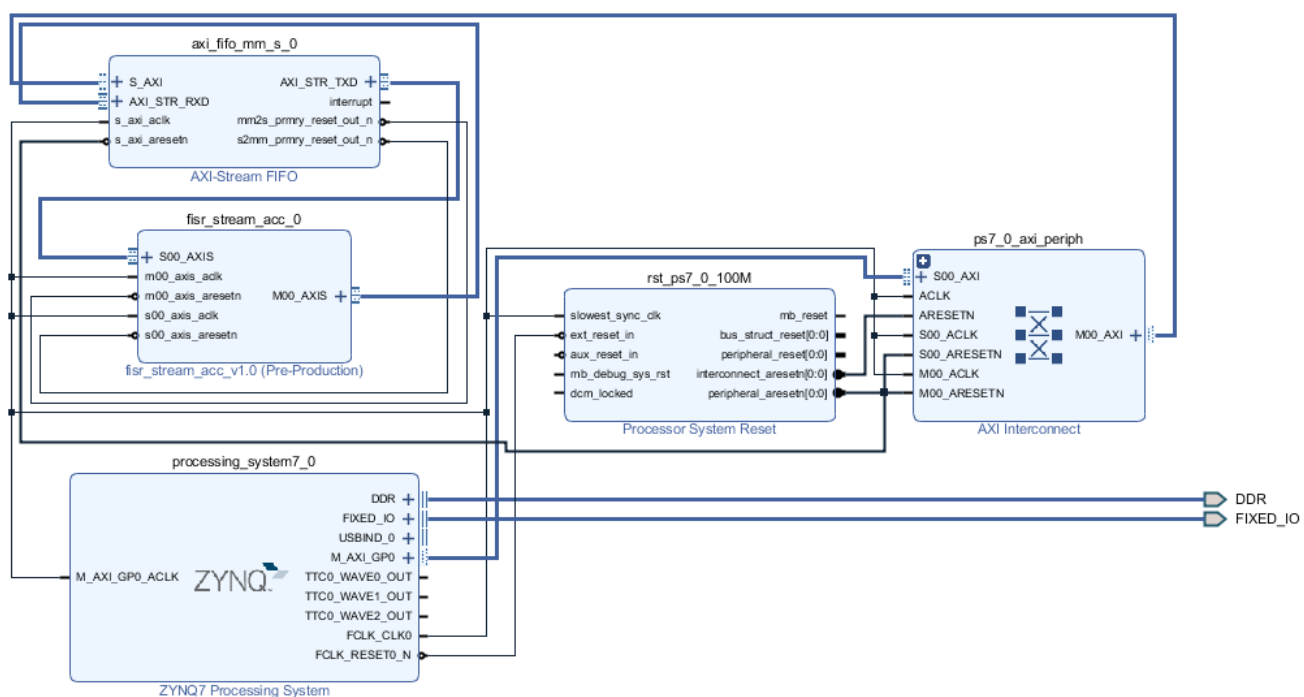 axi_fifo_mm_s_0
S_AXI
AXI_STR_RXD
s_axi_aclk
s_axi_aresetn
AXI_STR_TXD
interrupt
mm2s_prmry_reset_out_n
s2mm_prmry_reset_out_n
AXI-Stream FIFO
fisr_stream_acc_0
S00_AXIS
m00_axis_aclk
m00_axis_aresetn
s00_axis_aclk
s00_axis_aresetn
M00_AXIS
fisr_stream_acc_v1.0 (Pre-Production)
rst_ps7_0_100M
slowest_sync_clk
ext_reset_in
aux_reset_in
mb_debug_sys_rst
dcm_locked
mb_reset
bus_struct_reset[0:0]
peripheral_reset[0:0]
interconnect_aresetn[0:0]
peripheral_aresetn[0:0]
Processor System Reset
ps7_0_axi_periph
S00_AXI
ACLK
ARESETN
S00_ACLK
S00_ARESETN
M00_ACLK
M00_ARESETN
M00_AXI
AXI Interconnect
processing_system7_0
M_AXI_GP0_ACLK
ZYNQ
DDR
FIXED_IO
USBIND_0
M_AXI_GP0
TTC0_WAVE0_OUT
TTC0_WAVE1_OUT
TTC0_WAVE2_OUT
FCLK_CLK0
FCLK_RESET0_N
ZYNQ7 Processing System
DDR
FIXED_IO